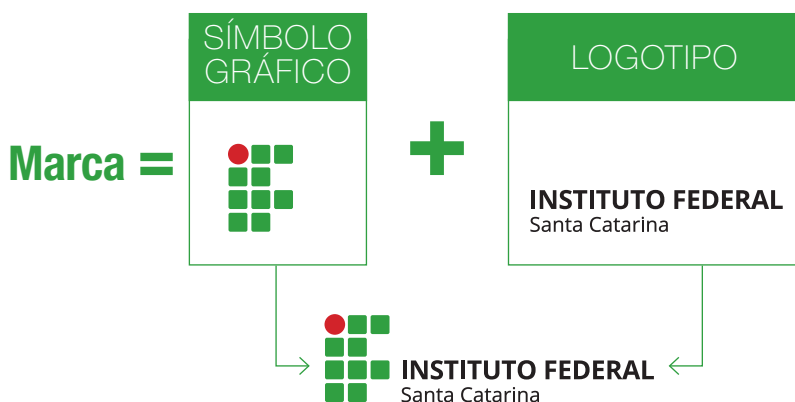 Marca =
SÍMBOLO
GRÁFICO
+
LOGOTIPO
INSTITUTO FEDERAL
Santa Catarina
INSTITUTO FEDERAL
Santa Catarina